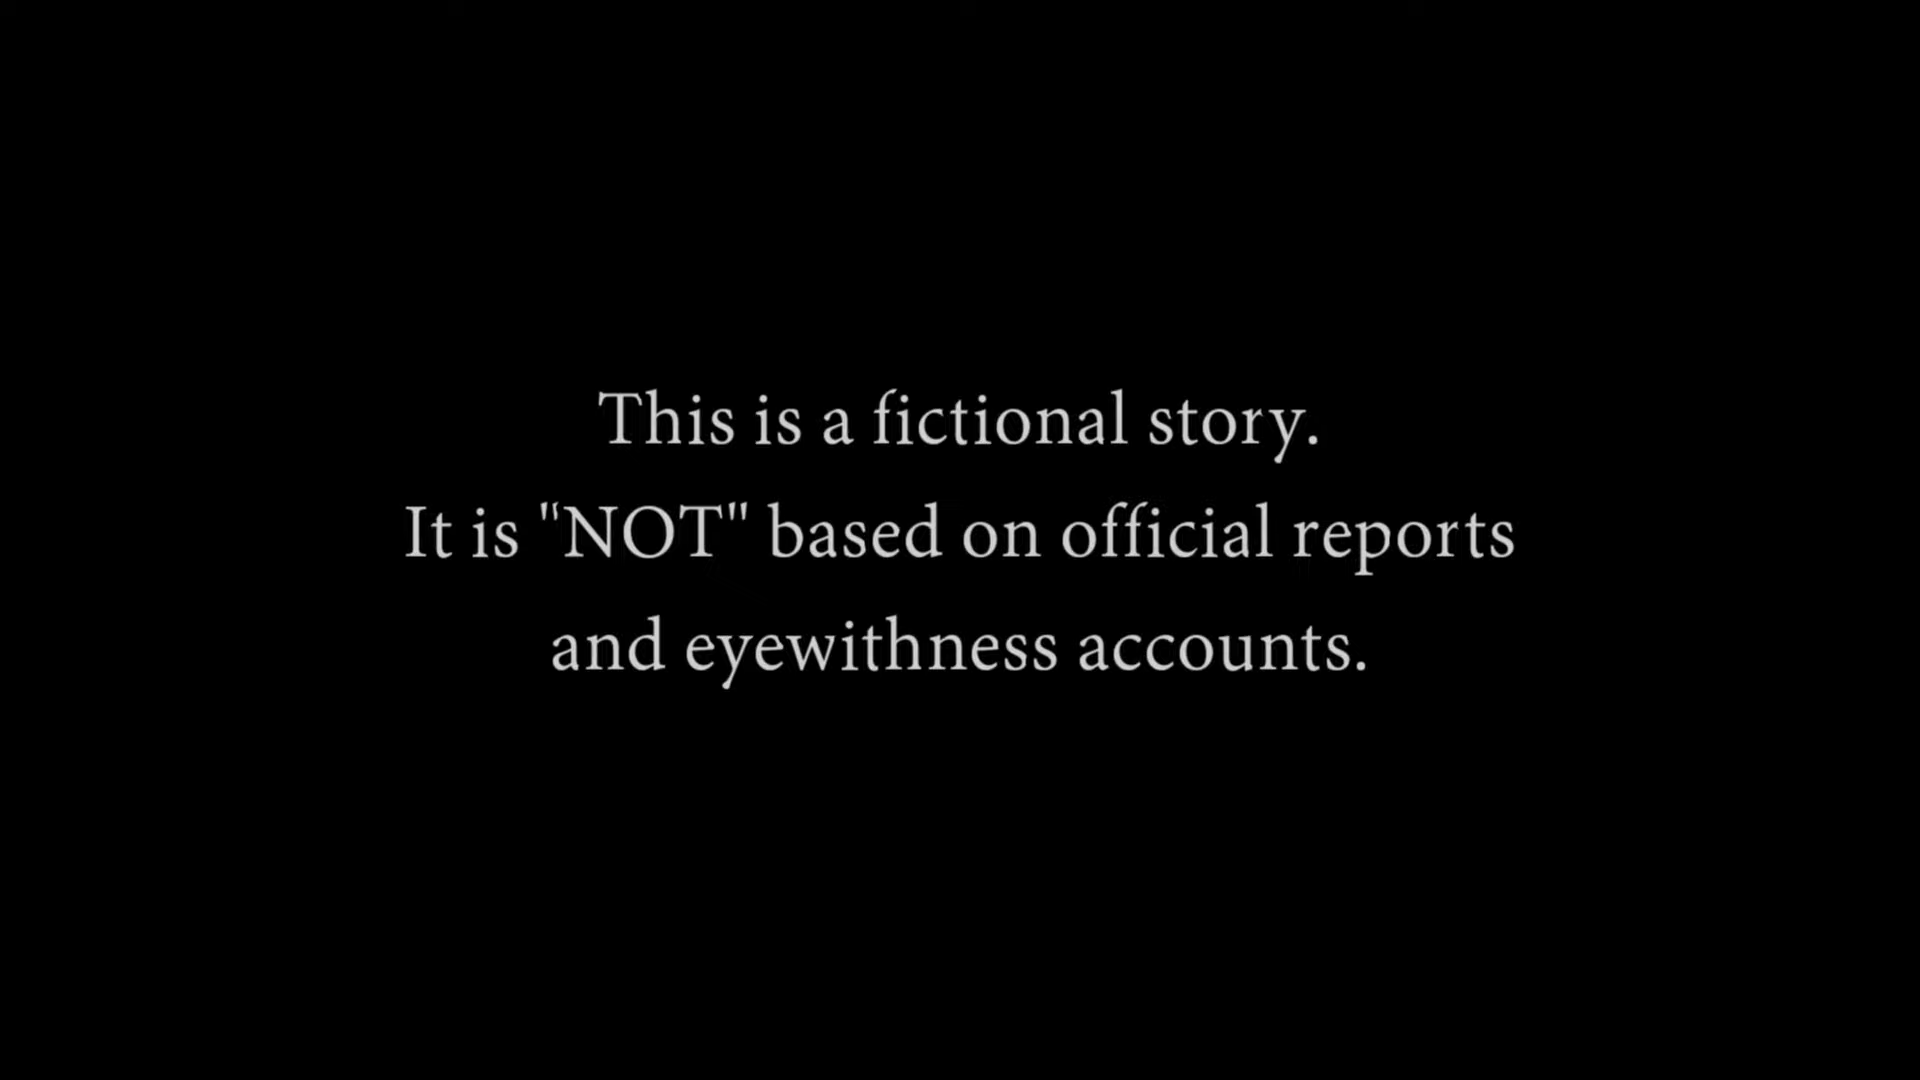 This is a fictional story.
It is "NOT" based on official reports
and eyewithness accounts.